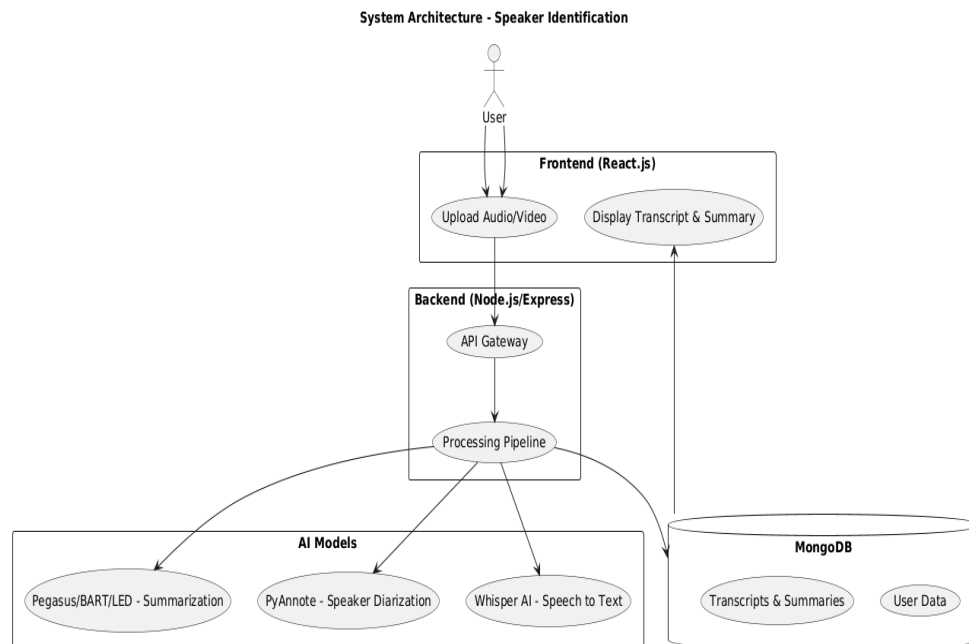 System Architecture - Speaker Identification
User
Frontend (React.js)
Upload Audio/Video
Display Transcript & Summary
Backend (Node.js/Express)
API Gateway
Processing Pipeline
AI Models
MongoDB
Pegasus/BART/LED - Summarization
PyAnnote - Speaker Diarization
Whisper AI - Speech to Text
Transcripts & Summaries
User Data